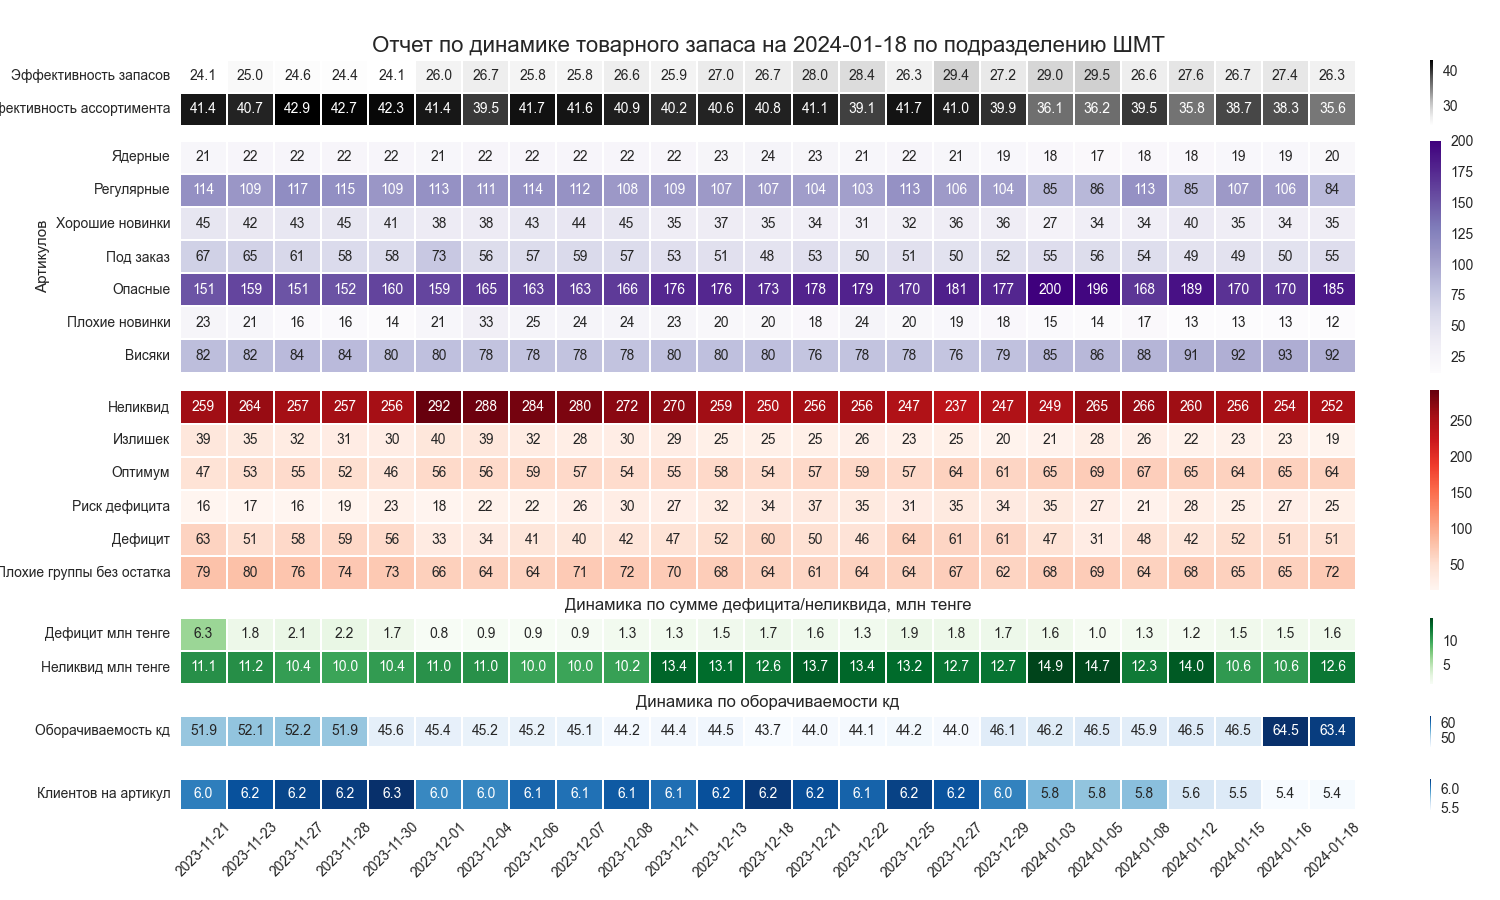 Отчет по динамике товарного запаса на 2024-01-18 по подразделению ШМТ
Эффективность запасов 24.1 25.0 24.6 24.4 24.1 26.0 26.7 25.8 25.8 26.6 25.9 27.0 26.7 28.0 28.4 26.3 29.4 27.2 29.0 29.5 26.6 27.6 26.7 27.4 26.3
фективность ассортимента 41.4 40.7 42.9 42.7 42.3 41.4 39.5 41.7 41.6 40.9 40.2 40.6 40.8 41.1 39.1 41.7 41.0 39.9 36.1 36.2 39.5 35.8 38.7 38.3 35.6
40
30
Артикулов
Ядерные 21 22 22 22 22 21 22 22 22 22 22 23 24 23 21 22 21 19 18 17 18 18 19 19 20
Регулярные 114 109 117 115 109 113 111 114 112 108 109 107 107 104 103 113 106 104 85 86 113 85 107 106 84
Хорошие новинки 45 42 43 45 41 38 38 43 44 45 35 37 35 34 31 32 36 36 27 34 34 40 35 34 35
Под заказ 67 65 61 58 58 73 56 57 59 57 53 51 48 53 50 51 50 52 55 56 54 49 49 50 55
Опасные 151 159 151 152 160 159 165 163 163 166 176 176 173 178 179 170 181 177 200 196 168 189 170 170 185
Плохие новинки 23 21 16 16 14 21 33 25 24 24 23 20 20 18 24 20 19 18 15 14 17 13 13 13 12
Висяки 82 82 84 84 80 80 78 78 78 78 80 80 80 76 78 78 76 79 85 86 88 91 92 93 92
200
175
150
125
100
75
50
25
Неликвид 259 264 257 257 256 292 288 284 280 272 270 259 250 256 256 247 237 247 249 265 266 260 256 254 252
Излишек 39 35 32 31 30 40 39 32 28 30 29 25 25 25 26 23 25 20 21 28 26 22 23 23 19
Оптимум 47 53 55 52 46 56 56 59 57 54 55 58 54 57 59 57 64 61 65 69 67 65 64 65 64
Риск дефицита 16 17 16 19 23 18 22 22 26 30 27 32 34 37 35 31 35 34 35 27 21 28 25 27 25
Дефицит 63 51 58 59 56 33 34 41 40 42 47 52 60 50 46 64 61 61 47 31 48 42 52 51 51
Плохие группы без остатка 79 80 76 74 73 66 64 64 71 72 70 68 64 61 64 64 67 62 68 69 64 68 65 65 72
250
200
150
100
50
Динамика по сумме дефицита/неликвида, млн тенге
Дефицит млн тенге 6.3 1.8 2.1 2.2 1.7 0.8 0.9 0.9 0.9 1.3 1.3 1.5 1.7 1.6 1.3 1.9 1.8 1.7 1.6 1.0 1.3 1.2 1.5 1.5 1.6
Неликвид млн тенге 11.1 11.2 10.4 10.0 10.4 11.0 11.0 10.0 10.0 10.2 13.4 13.1 12.6 13.7 13.4 13.2 12.7 12.7 14.9 14.7 12.3 14.0 10.6 10.6 12.6
10
5
Динамика по оборачиваемости кд
Оборачиваемость кд 51.9 52.1 52.2 51.9 45.6 45.4 45.2 45.2 45.1 44.2 44.4 44.5 43.7 44.0 44.1 44.2 44.0 46.1 46.2 46.5 45.9 46.5 46.5 64.5 63.4
60
50
Клиентов на артикул 6.0 6.2 6.2 6.2 6.3 6.0 6.0 6.1 6.1 6.1 6.1 6.2 6.2 6.2 6.1 6.2 6.2 6.0 5.8 5.8 5.8 5.6 5.5 5.4 5.4
6.0
5.5
2023-11-21 2023-11-23 2023-11-27 2023-11-28 2023-11-30 2023-12-01 2023-12-04 2023-12-06 2023-12-07 2023-12-08 2023-12-11 2023-12-13 2023-12-18 2023-12-21 2023-12-22 2023-12-25 2023-12-27 2023-12-29 2024-01-03 2024-01-05 2024-01-08 2024-01-12 2024-01-15 2024-01-16 2024-01-18